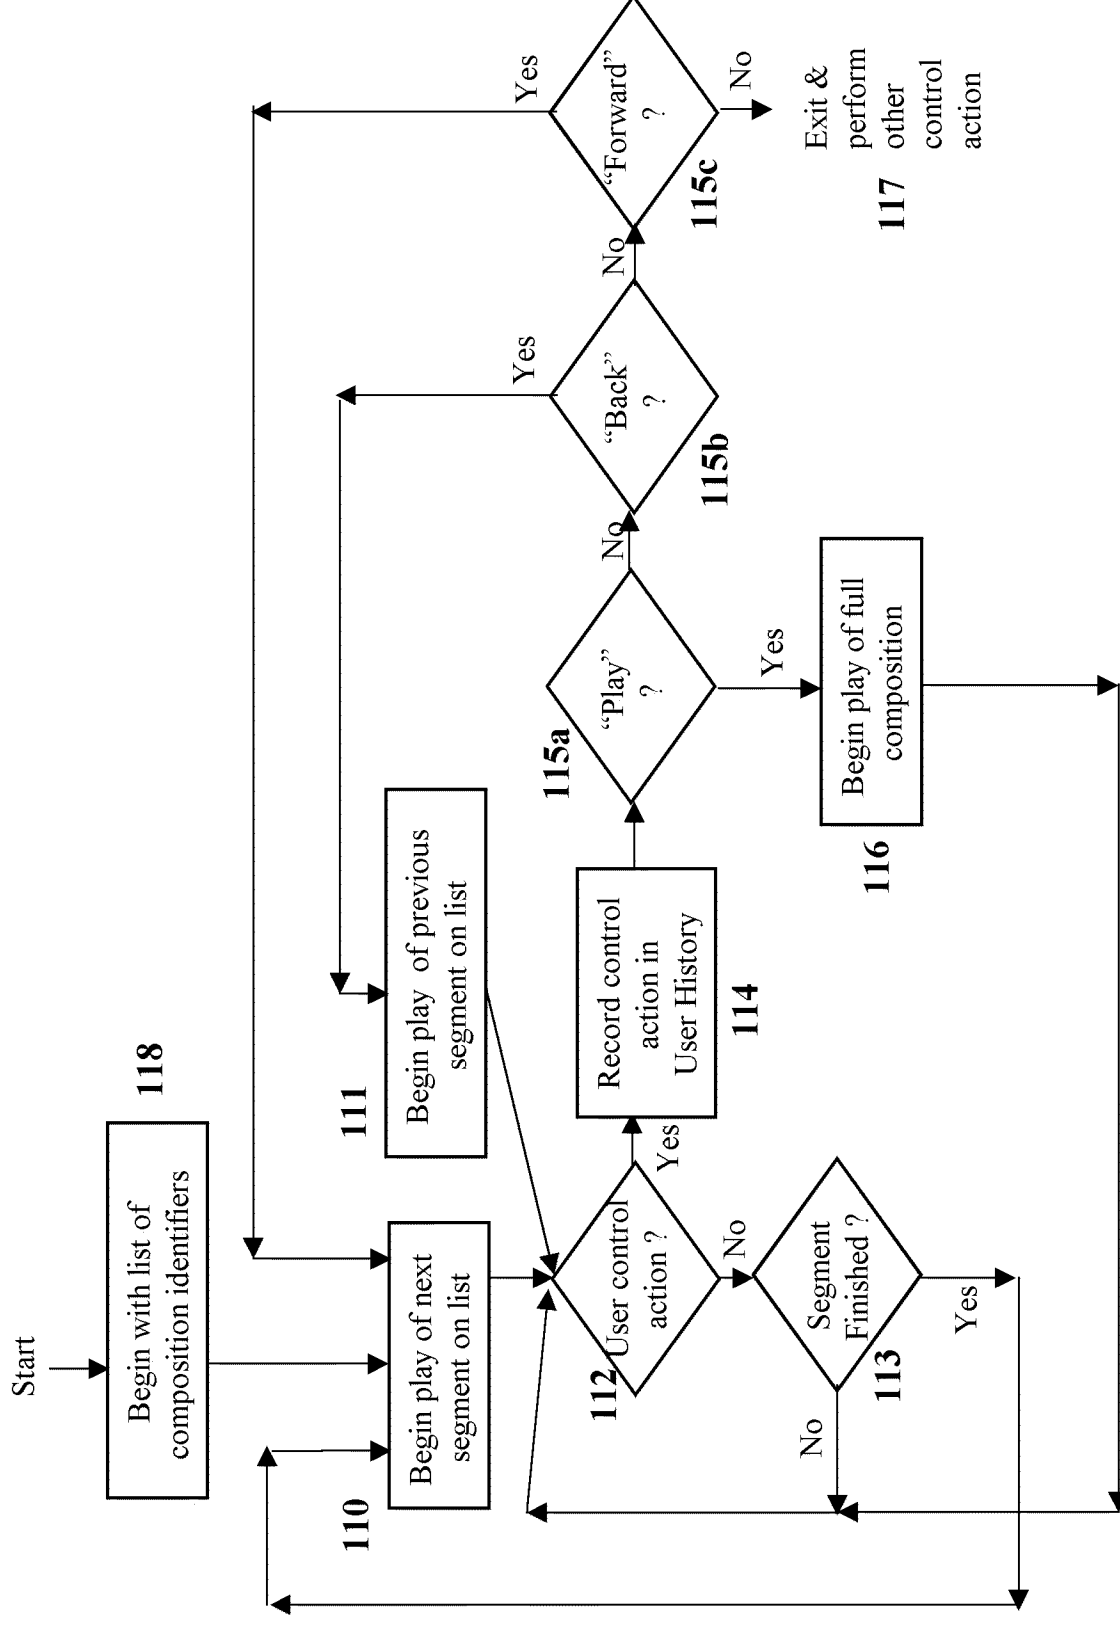 Start
Begin with list of
composition identifiers
118
110
Begin play of next
segment on list
111
Begin play of previous
segment on list
112
User control
action ?
Yes
No
Record control
action in
User History
114
115a
“Play”
?
No
Yes
“Back”
?
115b
Yes
No
“Forward”
?
115c
Yes
No
Exit &
perform
other
control
action
117
Segment
Finished ?
113
No
Yes
Begin play of full
composition
116